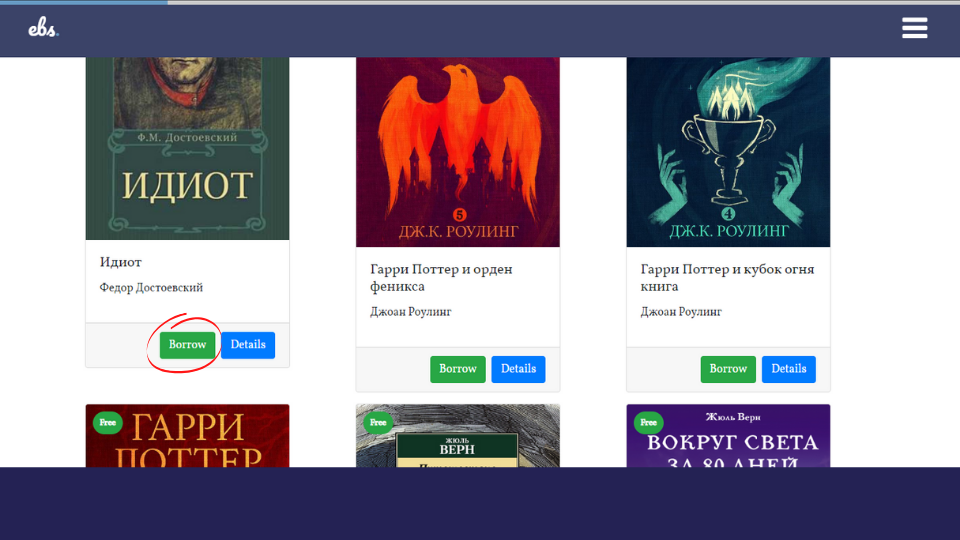 ebs.
Ф.М. Достоевский
ИДИОТ
Идиот
Федор Достоевский
Borrow
Details
5
ДЖ.К. РОУЛИНГ
Гарри Поттер и орден
феникса
Джоан Роулинг
Borrow
Details
4
ДЖ.К. РОУЛИНГ
Гарри Поттер и кубок огня
книга
Джоан Роулинг
Borrow
Details
Free
ГАРРИ
ПОТТЕР
Free
ЖЮЛЬ
ВЕРН
Free
Жюль Верн
ВОКРУГ СВЕТА
ЗА 80 ДНЕЙ